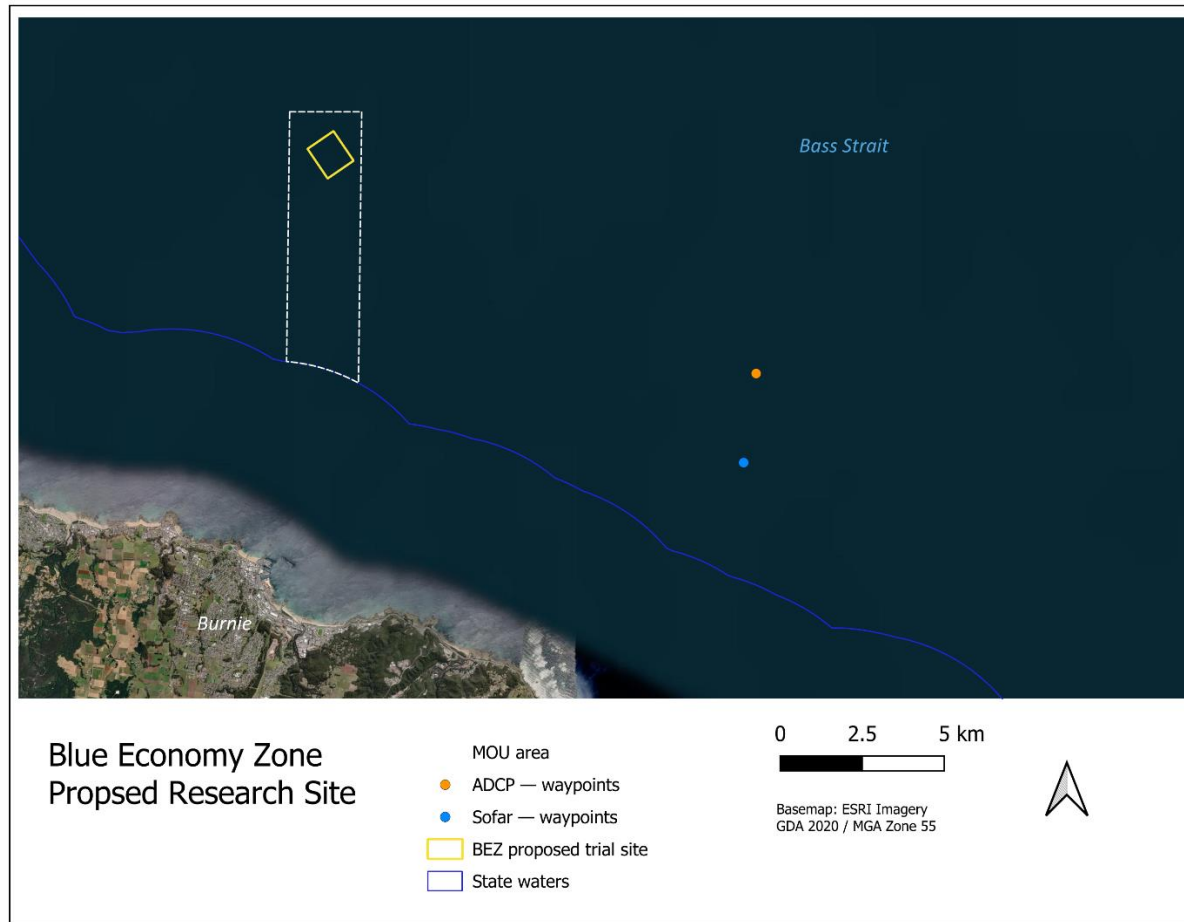 Bass Strait
Burnie
Blue Economy Zone
Propsed Research Site
MOU area
ADCP — waypoints
Sofar — waypoints
BEZ proposed trial site
State waters
0 2.5 5 km
Basemap: ESRI Imagery
GDA 2020 / MGA Zone 55